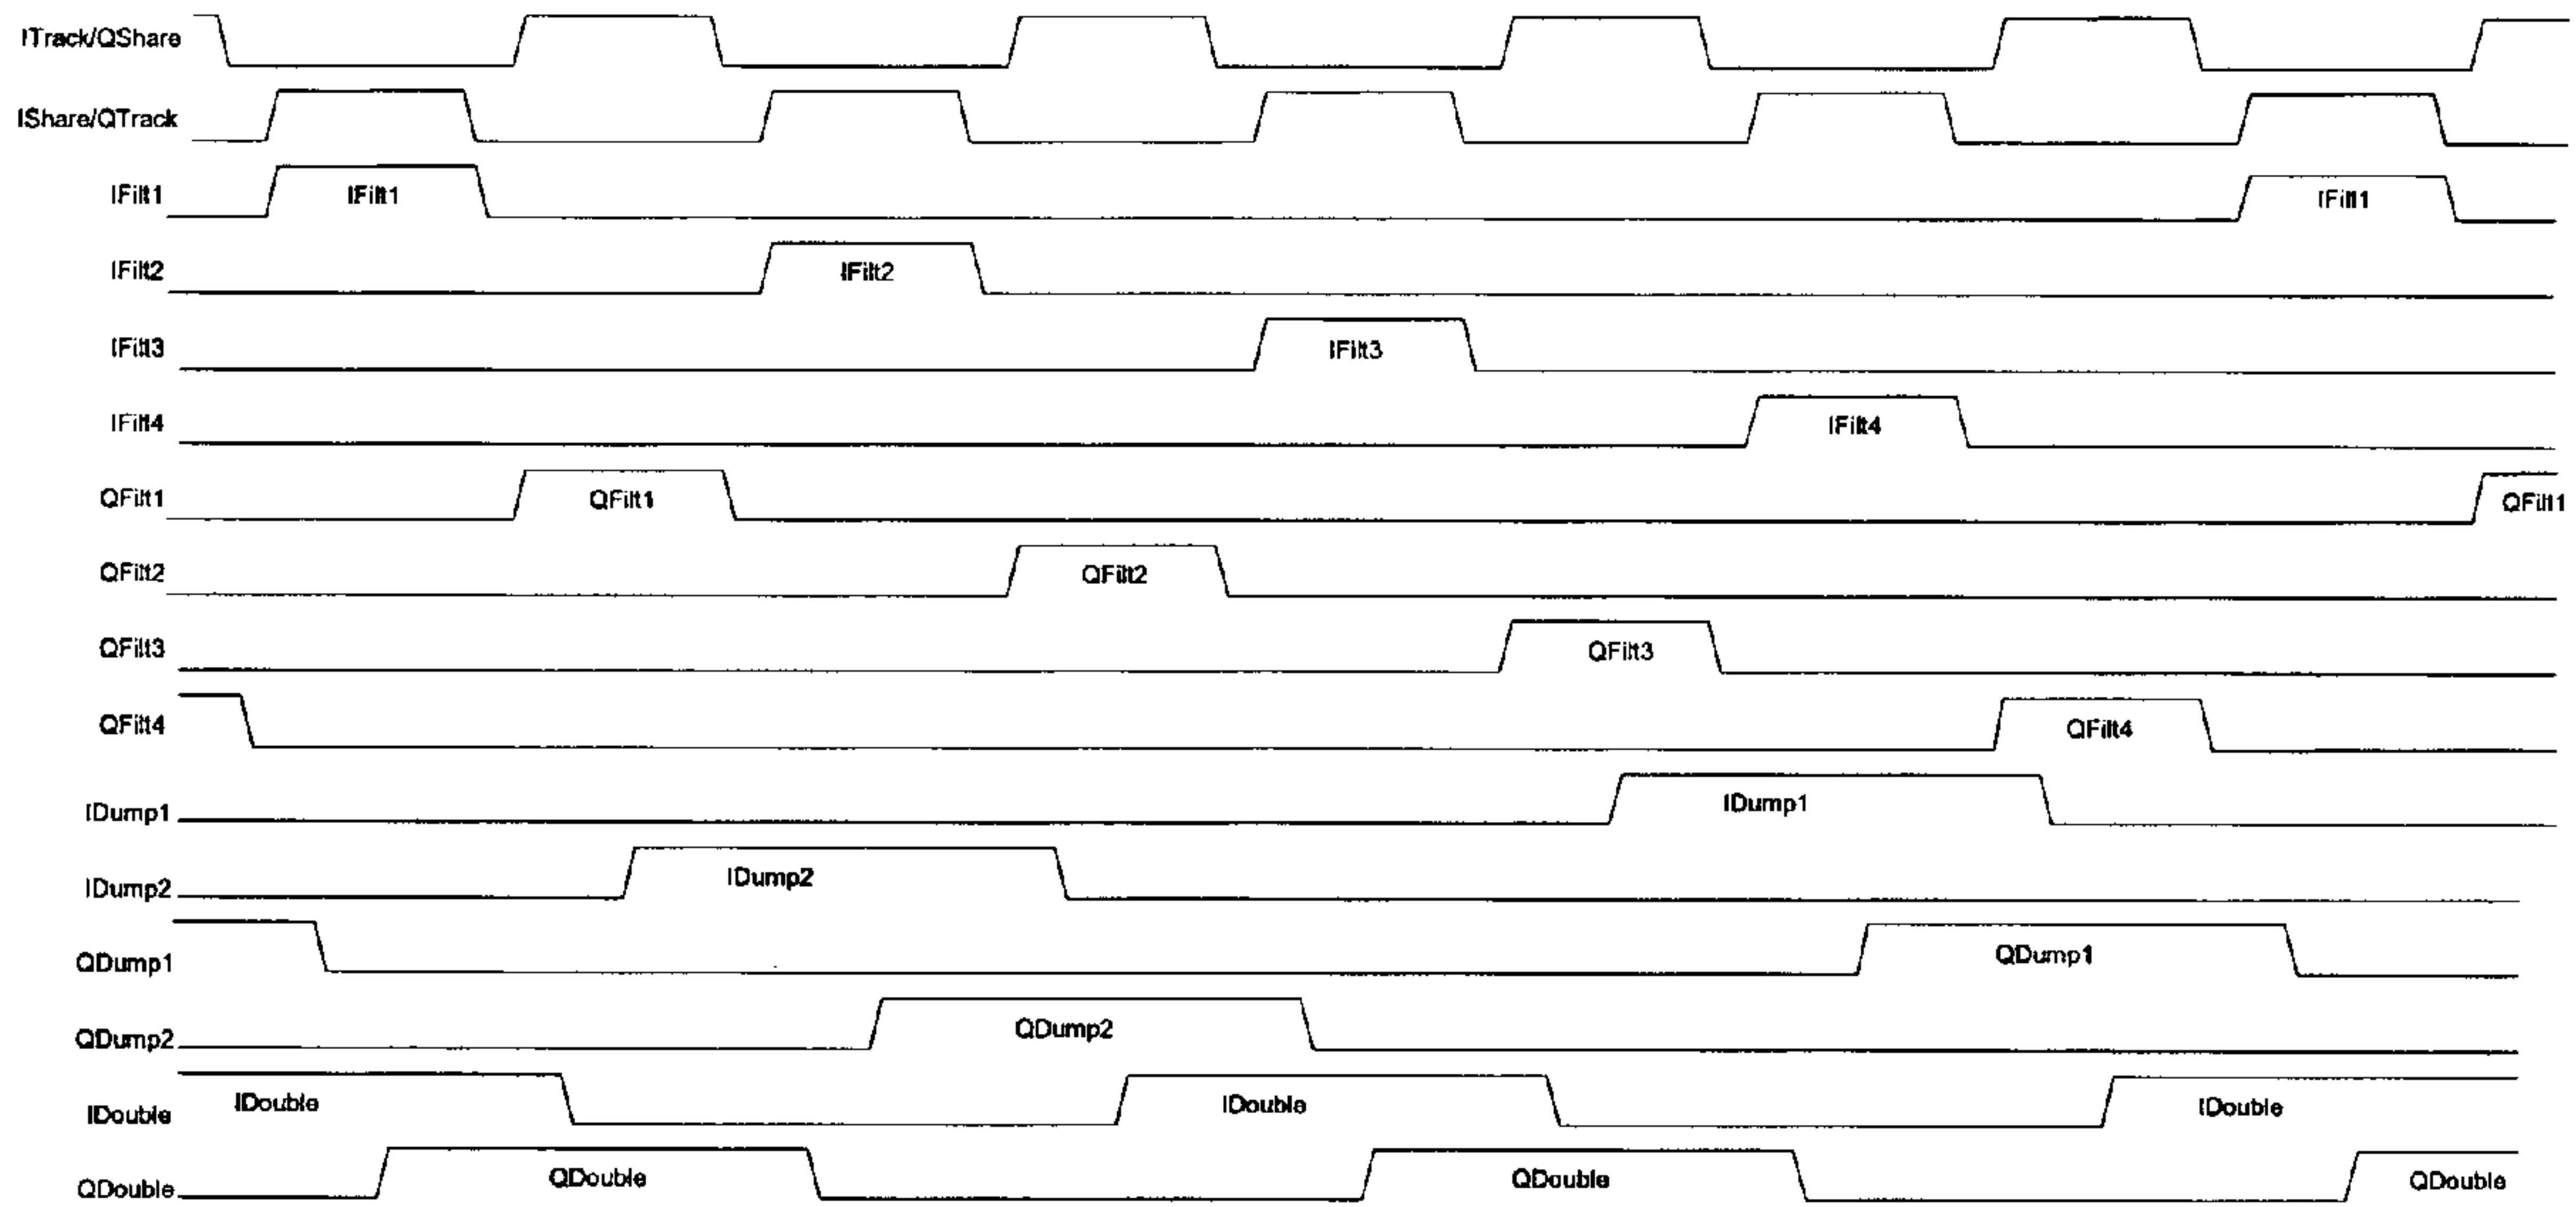 ITrack/QShare
IShare/QTrack
IFilt1 IFilt1 IFilt1
IFilt2 IFilt2
IFilt3 IFilt3
IFilt4 IFilt4
QFilt1 QFilt1 QFilt1
QFilt2 QFilt2
QFilt3 QFilt3
QFilt4 QFilt4
IDump1 IDump1
IDump2 IDump2
QDump1 QDump1
QDump2 QDump2
IDouble IDouble IDouble IDouble
QDouble QDouble QDouble QDouble